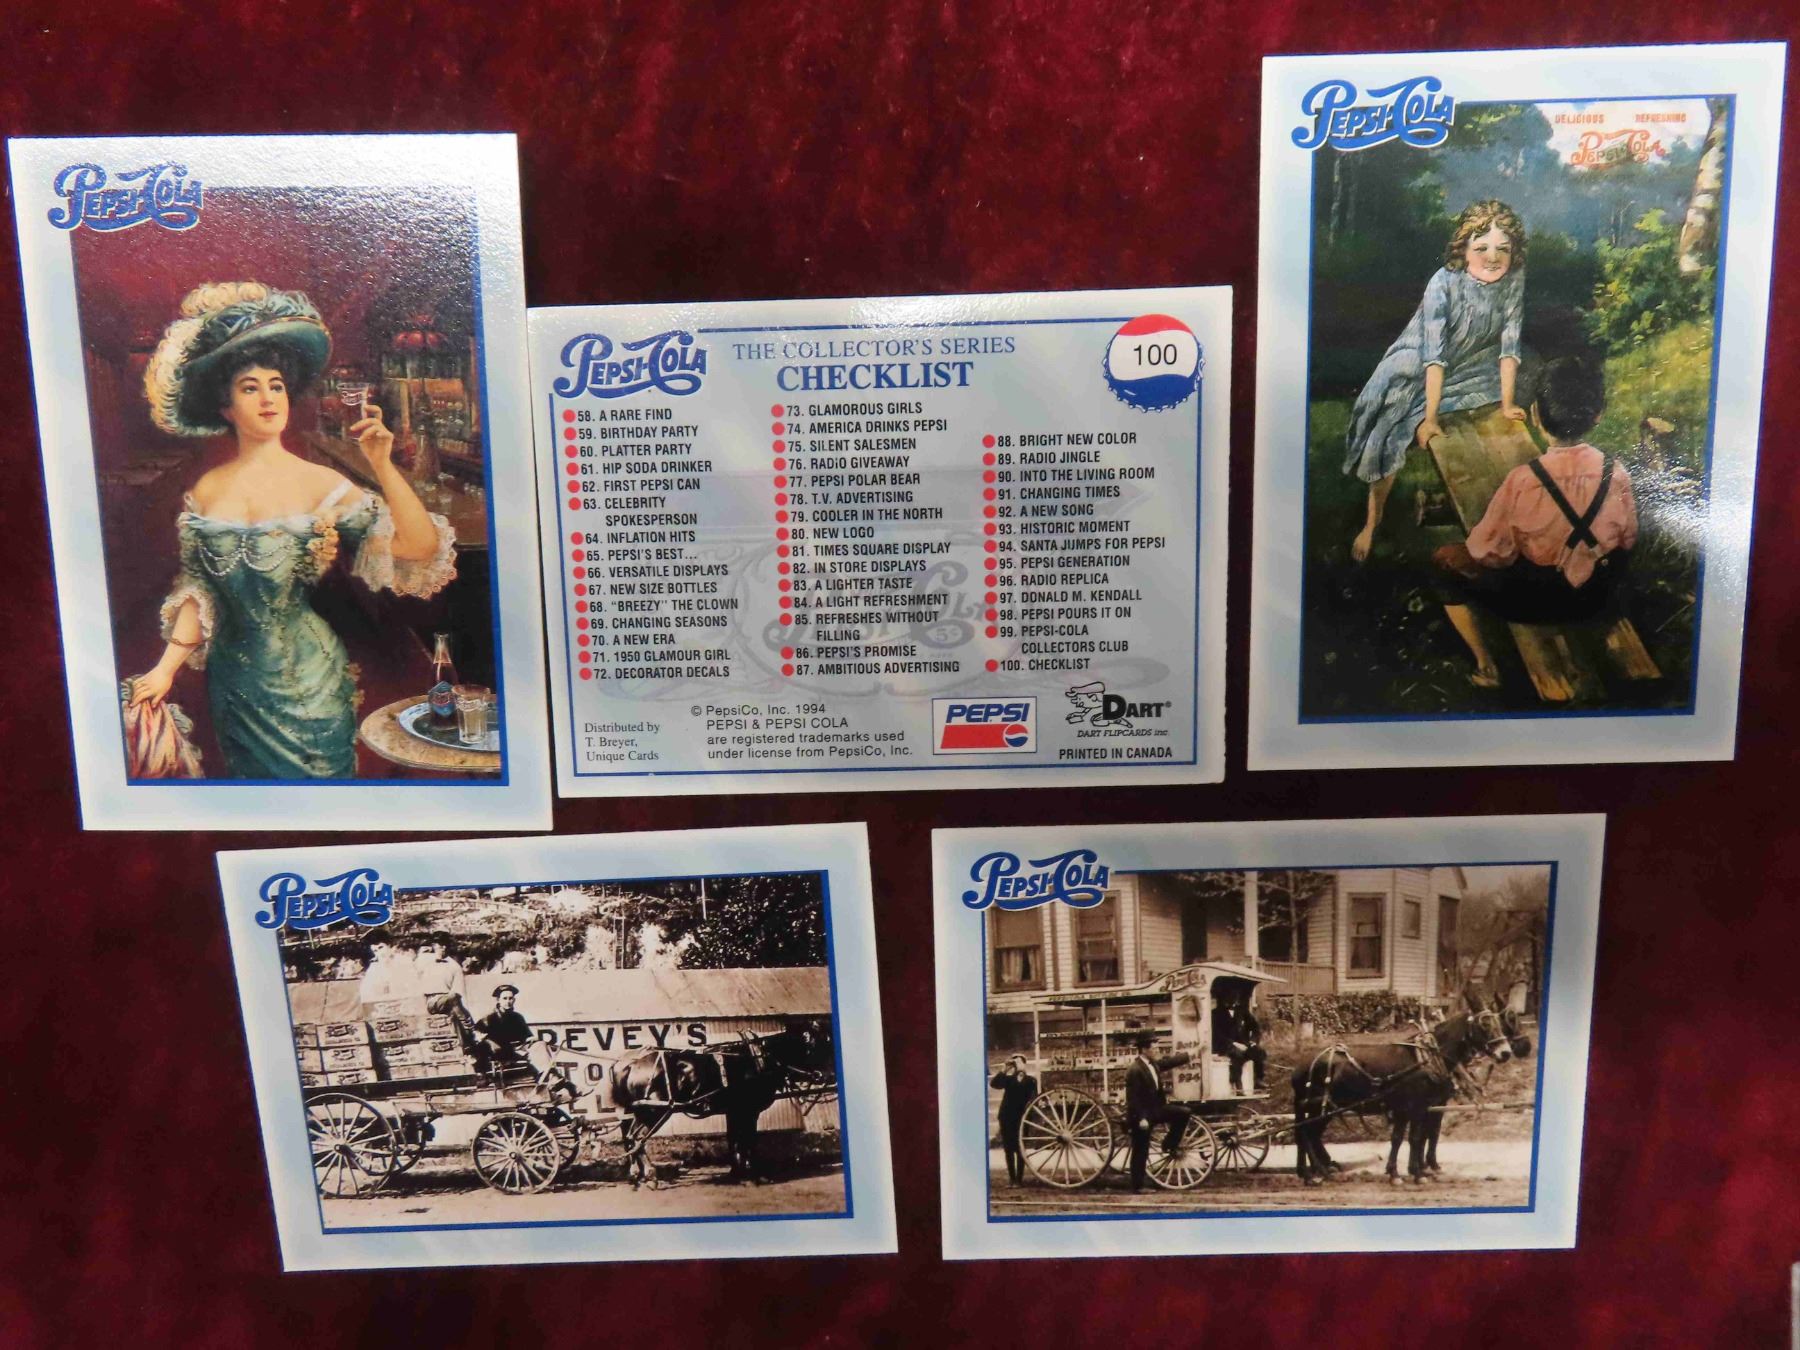 PEPSI-COLA
PEPSI-COLA
THE COLLECTOR'S SERIES
CHECKLIST
100
58. A RARE FIND
59. BIRTHDAY PARTY
60. PLATTER PARTY
61. HIP SODA DRINKER
62. FIRST PEPSI CAN
63. CELEBRITY
SPOKESPERSON
64. INFLATION HITS
65. PEPSI'S BEST...
66. VERSATILE DISPLAYS
67. NEW SIZE BOTTLES
68. "BREEZY" THE CLOWN
69. CHANGING SEASONS
70. A NEW ERA
71. 1950 GLAMOUR GIRL
72. DECORATOR DECALS
73. GLAMOROUS GIRLS
74. AMERICA DRINKS PEPSI
75. SILENT SALESMEN
76. RADIO GIVEAWAY
77. PEPSI POLAR BEAR
78. T.V. ADVERTISING
79. COOLER IN THE NORTH
80. NEW LOGO
81. TIMES SQUARE DISPLAY
82. IN STORE DISPLAYS
83. A LIGHTER TASTE
84. A LIGHT REFRESHMENT
85. REFRESHES WITHOUT
FILLING
86. PEPSI'S PROMISE
87. AMBITIOUS ADVERTISING
88. BRIGHT NEW COLOR
89. RADIO JINGLE
90. INTO THE LIVING ROOM
91. CHANGING TIMES
92. A NEW SONG
93. HISTORIC MOMENT
94. SANTA JUMPS FOR PEPSI
95. PEPSI GENERATION
96. RADIO REPLICA
97. DONALD M. KENDALL
98. PEPSI POURS IT ON
99. PEPSI-COLA
COLLECTORS CLUB
100. CHECKLIST
5¢
Distributed by
T. Breyer,
Unique Cards
© PepsiCo, Inc. 1994
PEPSI & PEPSI COLA
are registered trademarks used
under license from PepsiCo, Inc.
PEPSI
DART®
DART FLIPCARDS inc.
PRINTED IN CANADA
PEPSI-COLA
DELICIOUS REFRESHING
PEPSI-COLA
PEPSI-COLA
EVEY'S
TO
PEPSI-COLA
PEPSI-COLA